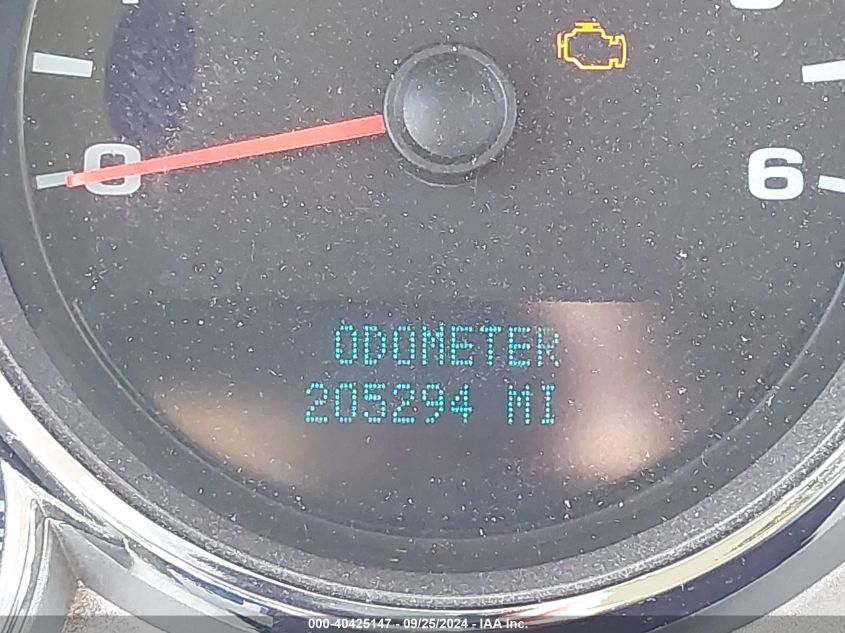 0
6
ODOMETER
205294 MI
000-40425147 - 09/25/2024 - IAA Inc.